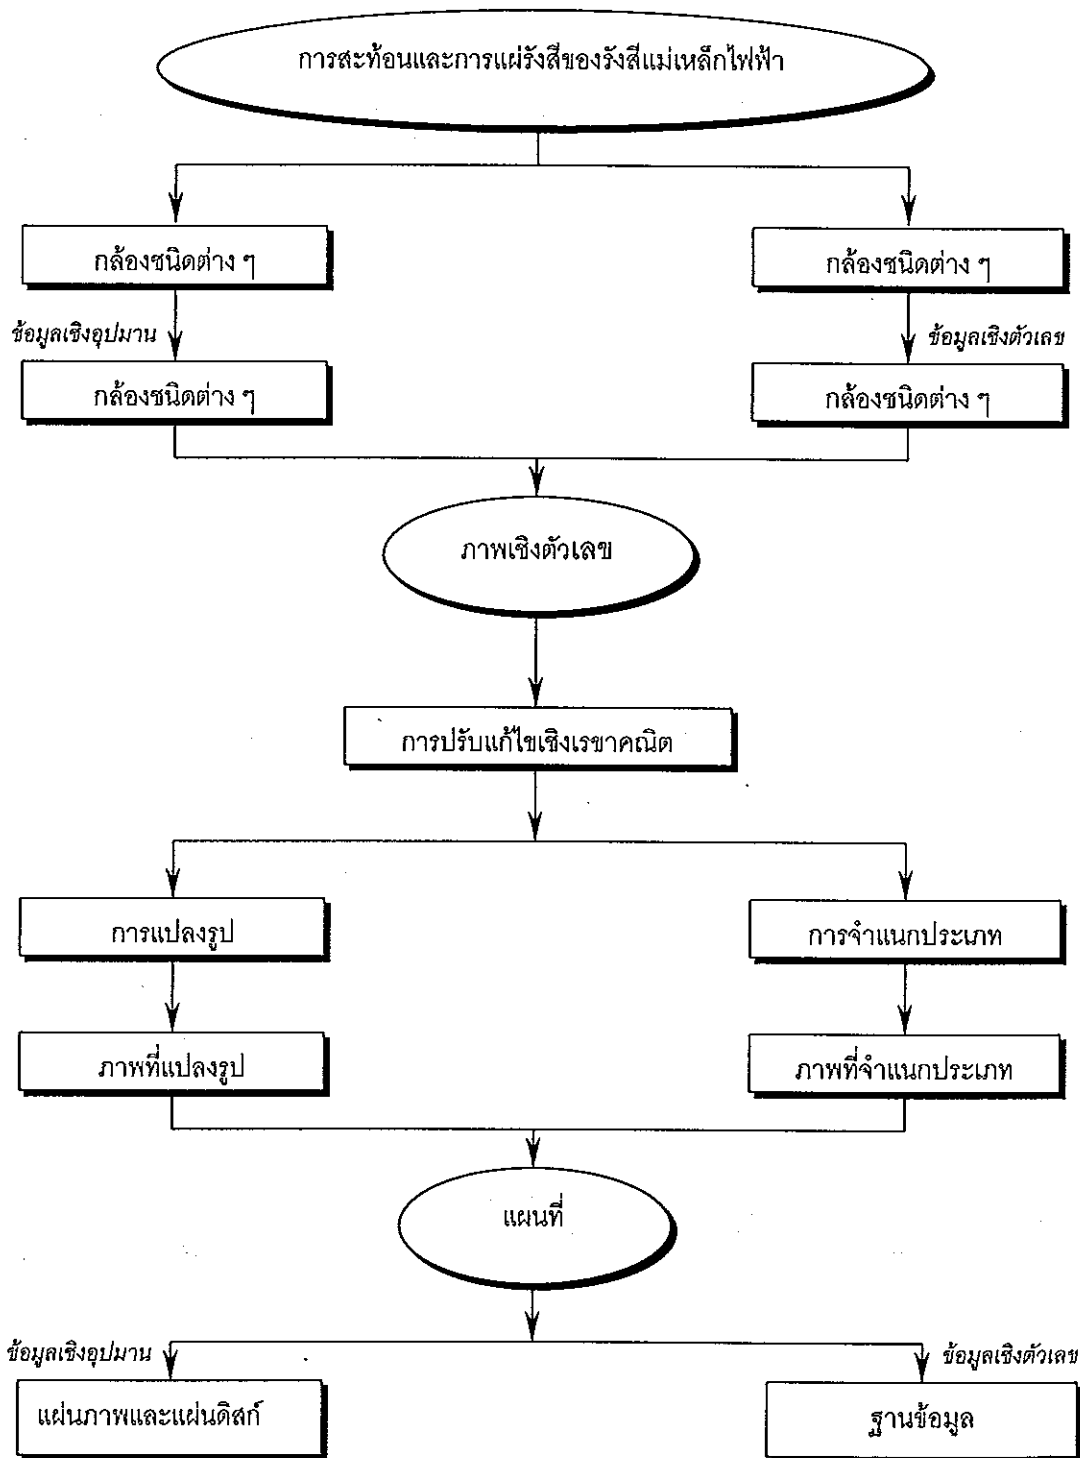 การสะท้อนและการแผ่รังสีของรังสีแม่เหล็กไฟฟ้า
กล้องชนิดต่าง ๆ
กล้องชนิดต่าง ๆ
ข้อมูลเชิงอุปมาน
ข้อมูลเชิงตัวเลข
กล้องชนิดต่าง ๆ
กล้องชนิดต่าง ๆ
ภาพเชิงตัวเลข
การปรับแก้ไขเชิงเรขาคณิต
การแปลงรูป
การจำแนกประเภท
ภาพที่แปลงรูป
ภาพที่จำแนกประเภท
แผนที่
ข้อมูลเชิงอุปมาน
ข้อมูลเชิงตัวเลข
แผ่นภาพและแผ่นดิสก์
ฐานข้อมูล